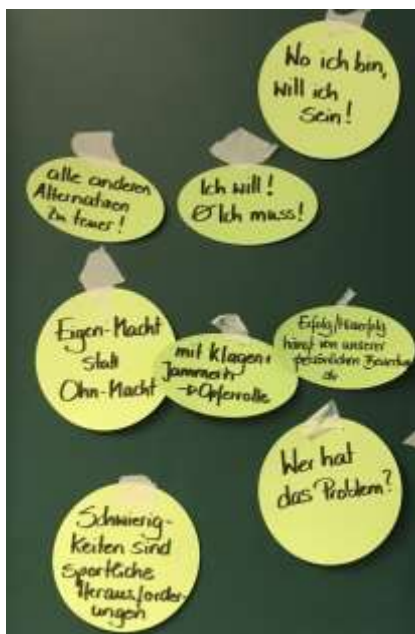 Wo ich bin,
will ich
sein!
alle anderen
Alternativen
zu teuer!
Ich will!
Ø Ich muss!
Eigen-Macht
statt
Ohn-Macht
mit Klagen +
Jammern
→ Opferrolle
Erfolg/Misserfolg
hängt von unserer
persönlichen Bewertung
ab
Wer hat
das Problem?
Schwierig-
keiten sind
sportliche
Herausforder-
ungen